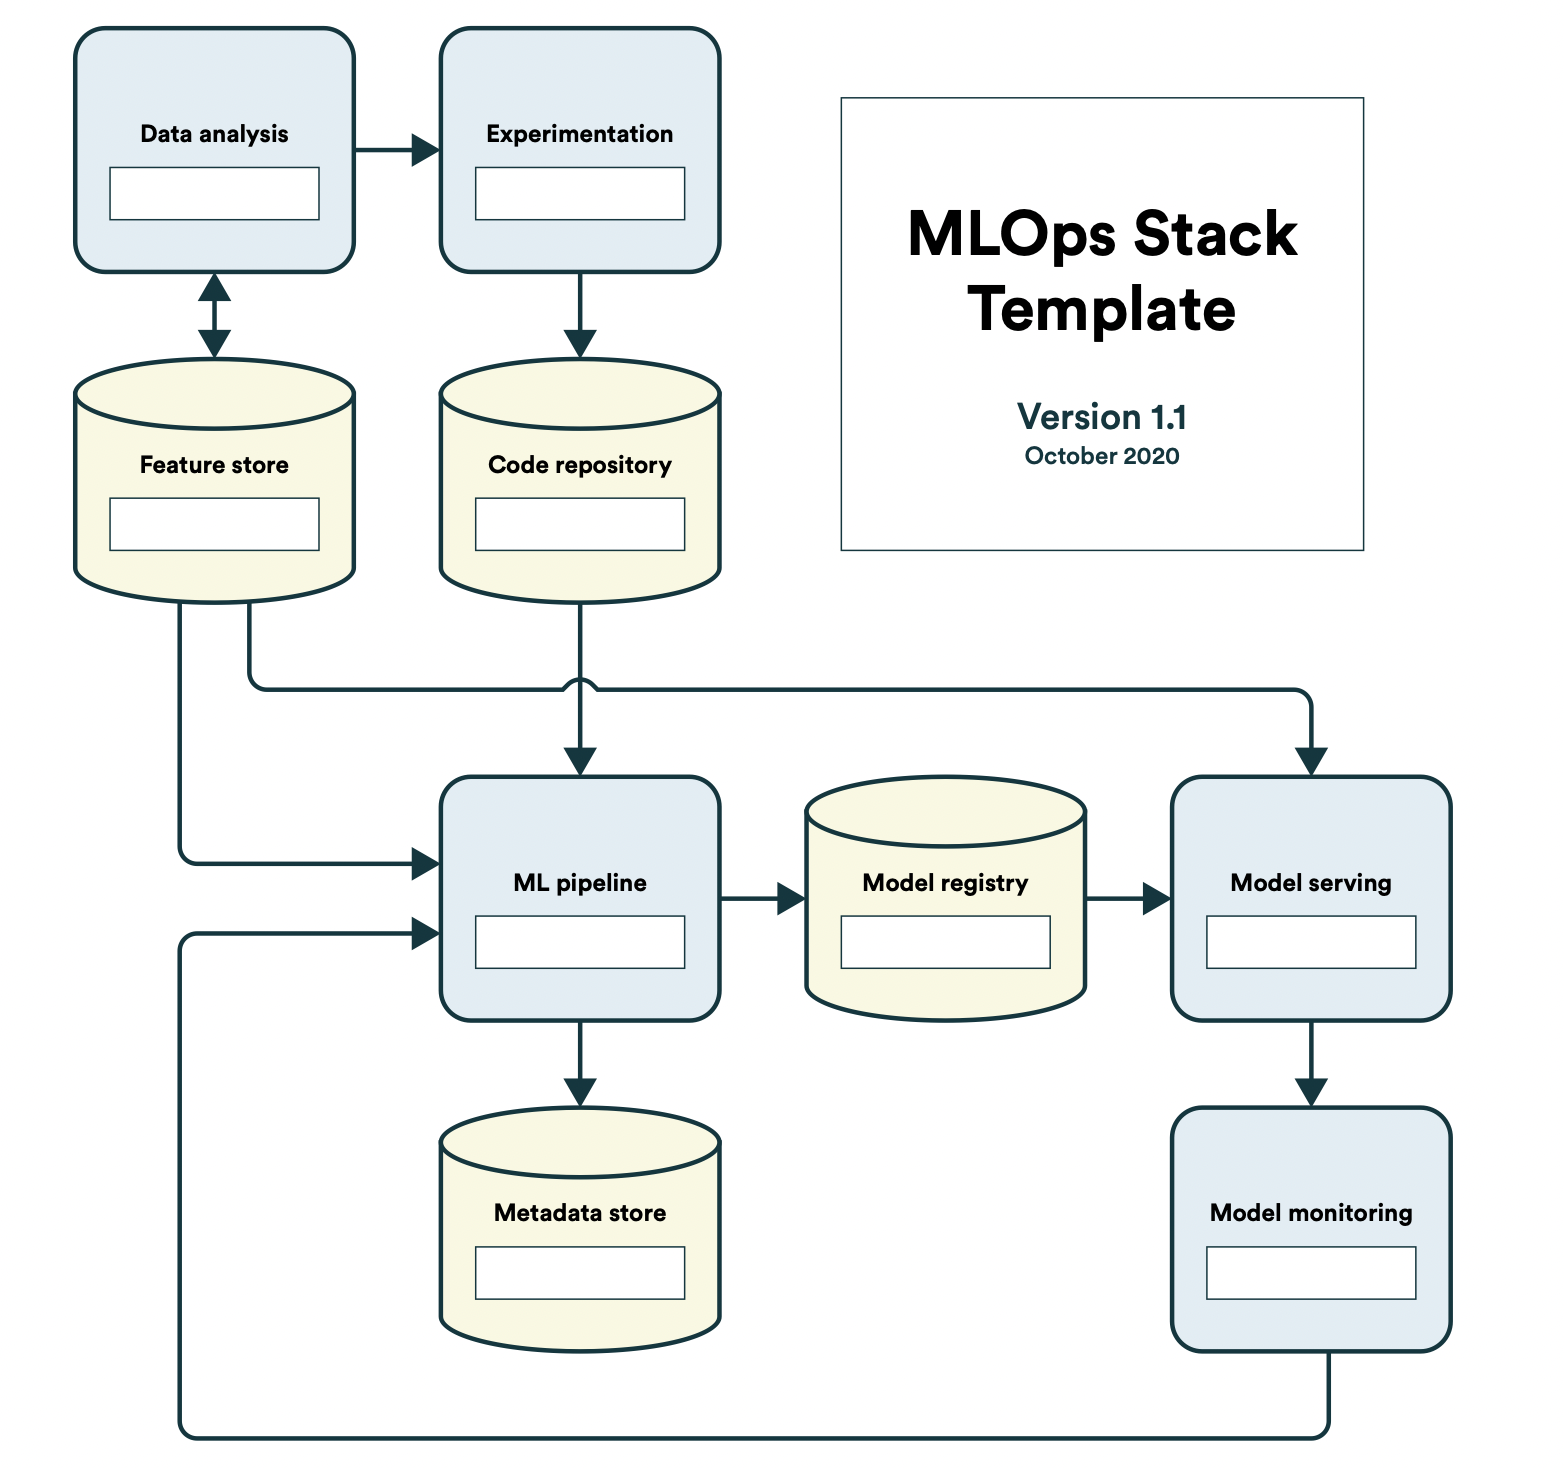 Data analysis
Experimentation
MLOps Stack
Template
Version 1.1
October 2020
Feature store
Code repository
ML pipeline
Model registry
Model serving
Metadata store
Model monitoring